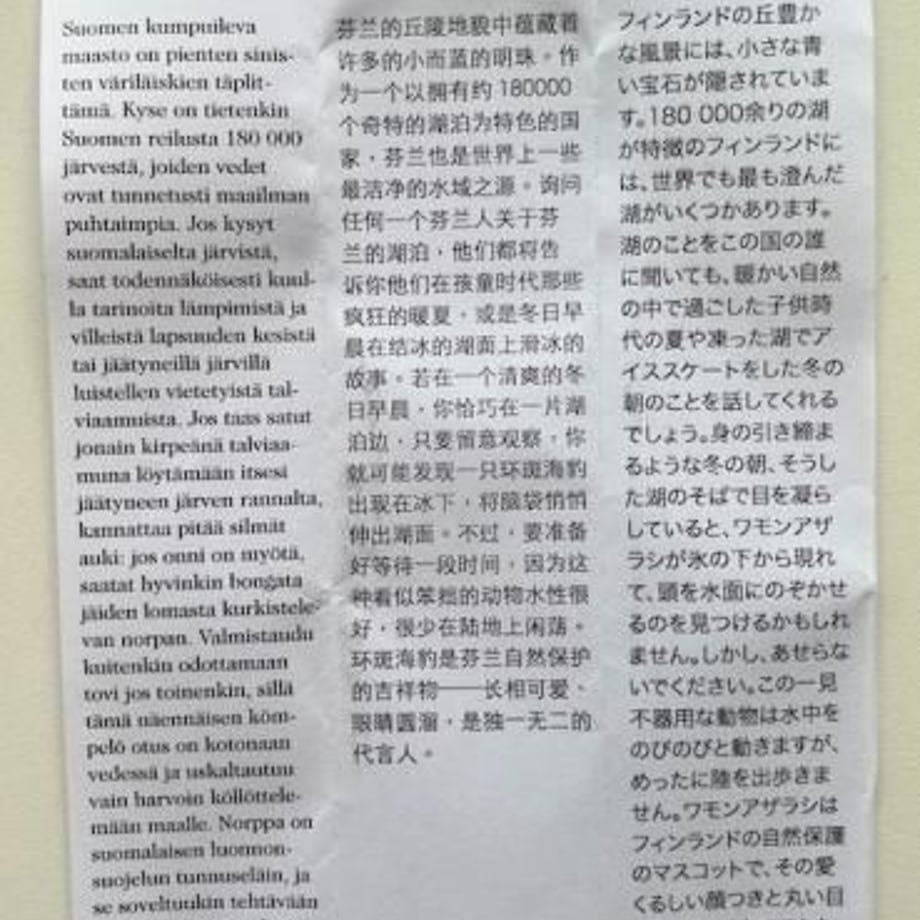 Suomen kumpuileva
maasto on pienten sinis-
ten väriläiskien täplit-
tämä. Kyse on tietenkin
Suomen reilusta 180 000
järvestä, joiden vedet
ovat tunnetusti maailman
puhtaimpia. Jos kysyt
suomalaiselta järvistä,
saat todennäköisesti kuul-
la tarinoita lämpimistä ja
villeistä lapsuuden kesistä
tai jäätyneillä järvillä
luistellen vietetyistä tal-
viaamuista. Jos taas satut
jonain kirpeänä talviaa-
muna löytämään itsesi
jäätyneen järven rannalta,
kannattaa pitää silmät
auki: jos onni on myötä,
saatat hyvinkin bongata
jäiden lomasta kurkistele-
van norpan. Valmistaudu
kuitenkin odottamaan
tovi jos toinenkin, sillä
tämä näennäisen köm-
pelö otus on kotonaan
vedessä ja uskaltautuu
vain harvoin köllöttele-
mään maalle. Norppa on
suomalaisen luonnon-
suojelun tunnuseläin, ja
se soveltuukin tehtävään
芬兰的丘陵地貌中蕴藏着
许多的小而蓝的明珠。作
为一个以拥有约 180000
个奇特的湖泊为特色的国
家，芬兰也是世界上一些
最洁净的水域之源。询问
任何一个芬兰人关于芬
兰的湖泊，他们都将告
诉你他们在孩童时代那些
疯狂的暖夏，或是冬日早
晨在结冰的湖面上滑冰的
故事。若在一个清爽的冬
日早晨，你恰巧在一片湖
泊边，只要留意观察，你
就可能发现一只环斑海豹
出现在冰下，将脑袋悄悄
伸出湖面。不过，要准备
好等待一段时间，因为这
种看似笨拙的动物水性很
好，很少在陆地上闲荡。
环斑海豹是芬兰自然保护
的吉祥物——长相可爱、
眼睛圆溜，是独一无二的
代言人。
フィンランドの丘豊か
な風景には、小さな青
い宝石が隠されていま
す。180 000余りの湖
が特徴のフィンランドに
は、世界でも最も澄んだ
湖がいくつかあります。
湖のことをこの国の誰
に聞いても、暖かい自然
の中で過ごした子供時
代の夏や凍った湖でア
イススケートをした冬の
朝のことを話してくれる
でしょう。身の引き締ま
るような冬の朝、そうし
た湖のそばで目を凝ら
していると、ワモンアザ
ラシが氷の下から現れ
て、頭を水面にのぞかせ
るのを見つけるかもしれ
ません。しかし、あせらな
いでください。この一見
不器用な動物は水中を
のびのびと動きますが、
めったに陸を出歩きま
せん。ワモンアザラシは
フィンランドの自然保護
のマスコットで、その愛
くるしい顔つきと丸い目